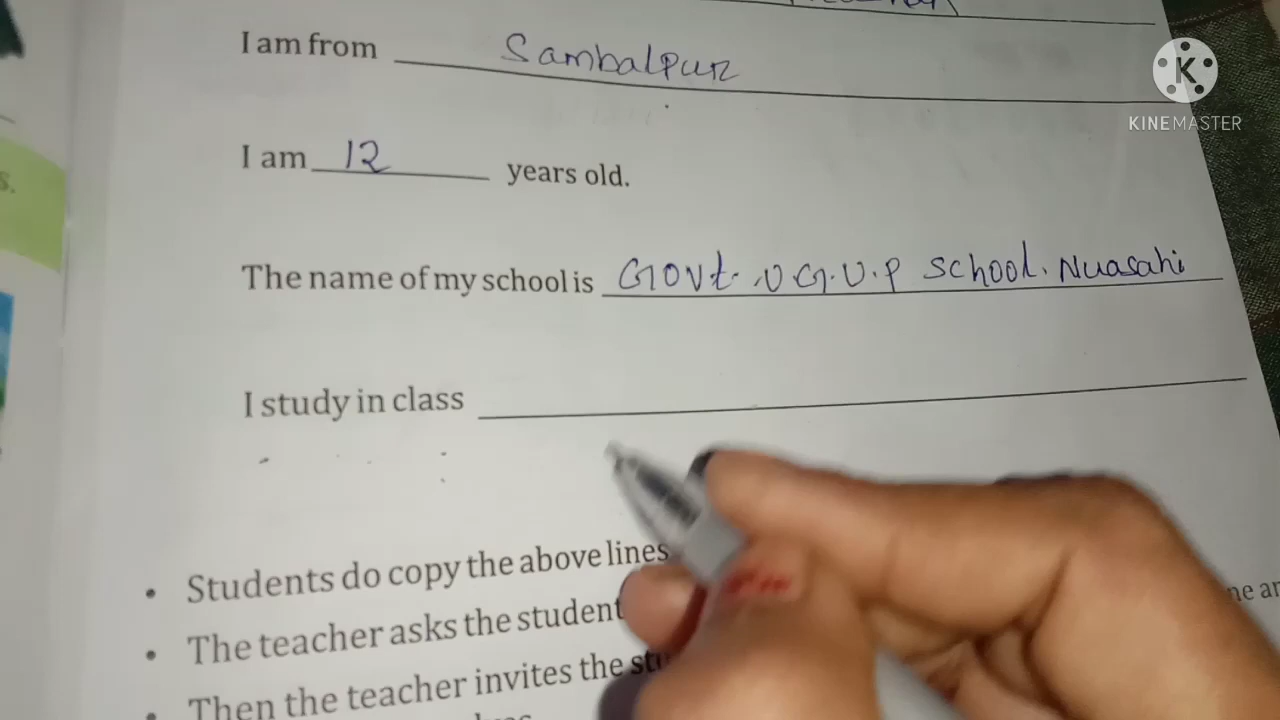 I am from Sambalpur
K
KINEMASTER
I am 12 years old.
s.
The name of my school is Govt. U.G.U.P School. Nuasahi
I study in class
• Students do copy the above lines
• The teacher asks the student
• Then the teacher invites the